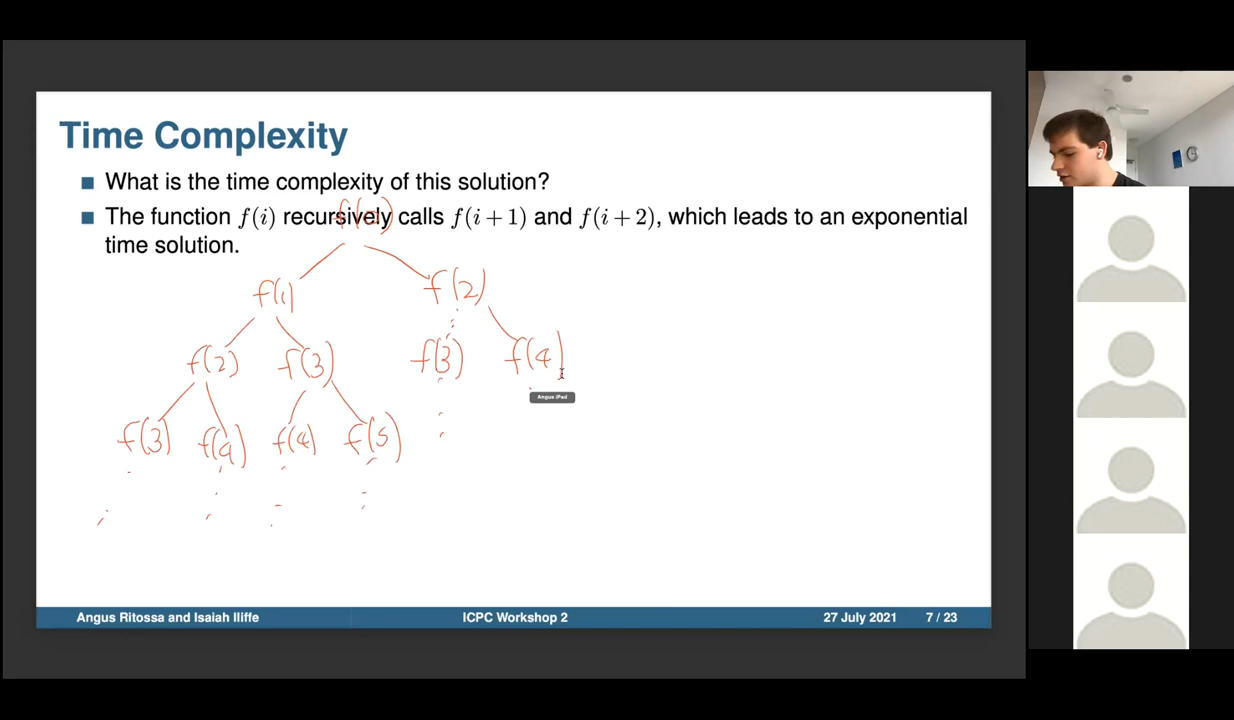 Time Complexity
What is the time complexity of this solution?
The function f(i) recursively calls f(i + 1) and f(i + 2), which leads to an exponential
time solution.
f(0)
f(1) f(2)
f(2) f(3) f(3) f(4)
f(3) f(4) f(4) f(5)
Angus iPad
Angus Ritossa and Isaiah Iliffe ICPC Workshop 2 27 July 2021 7 / 23